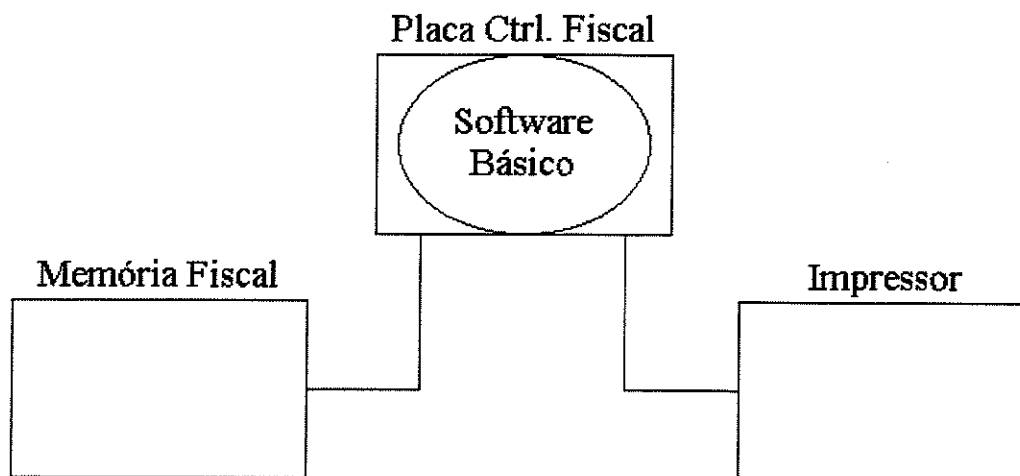 Placa Ctrl. Fiscal
Software
Básico
Memória Fiscal
Impressor